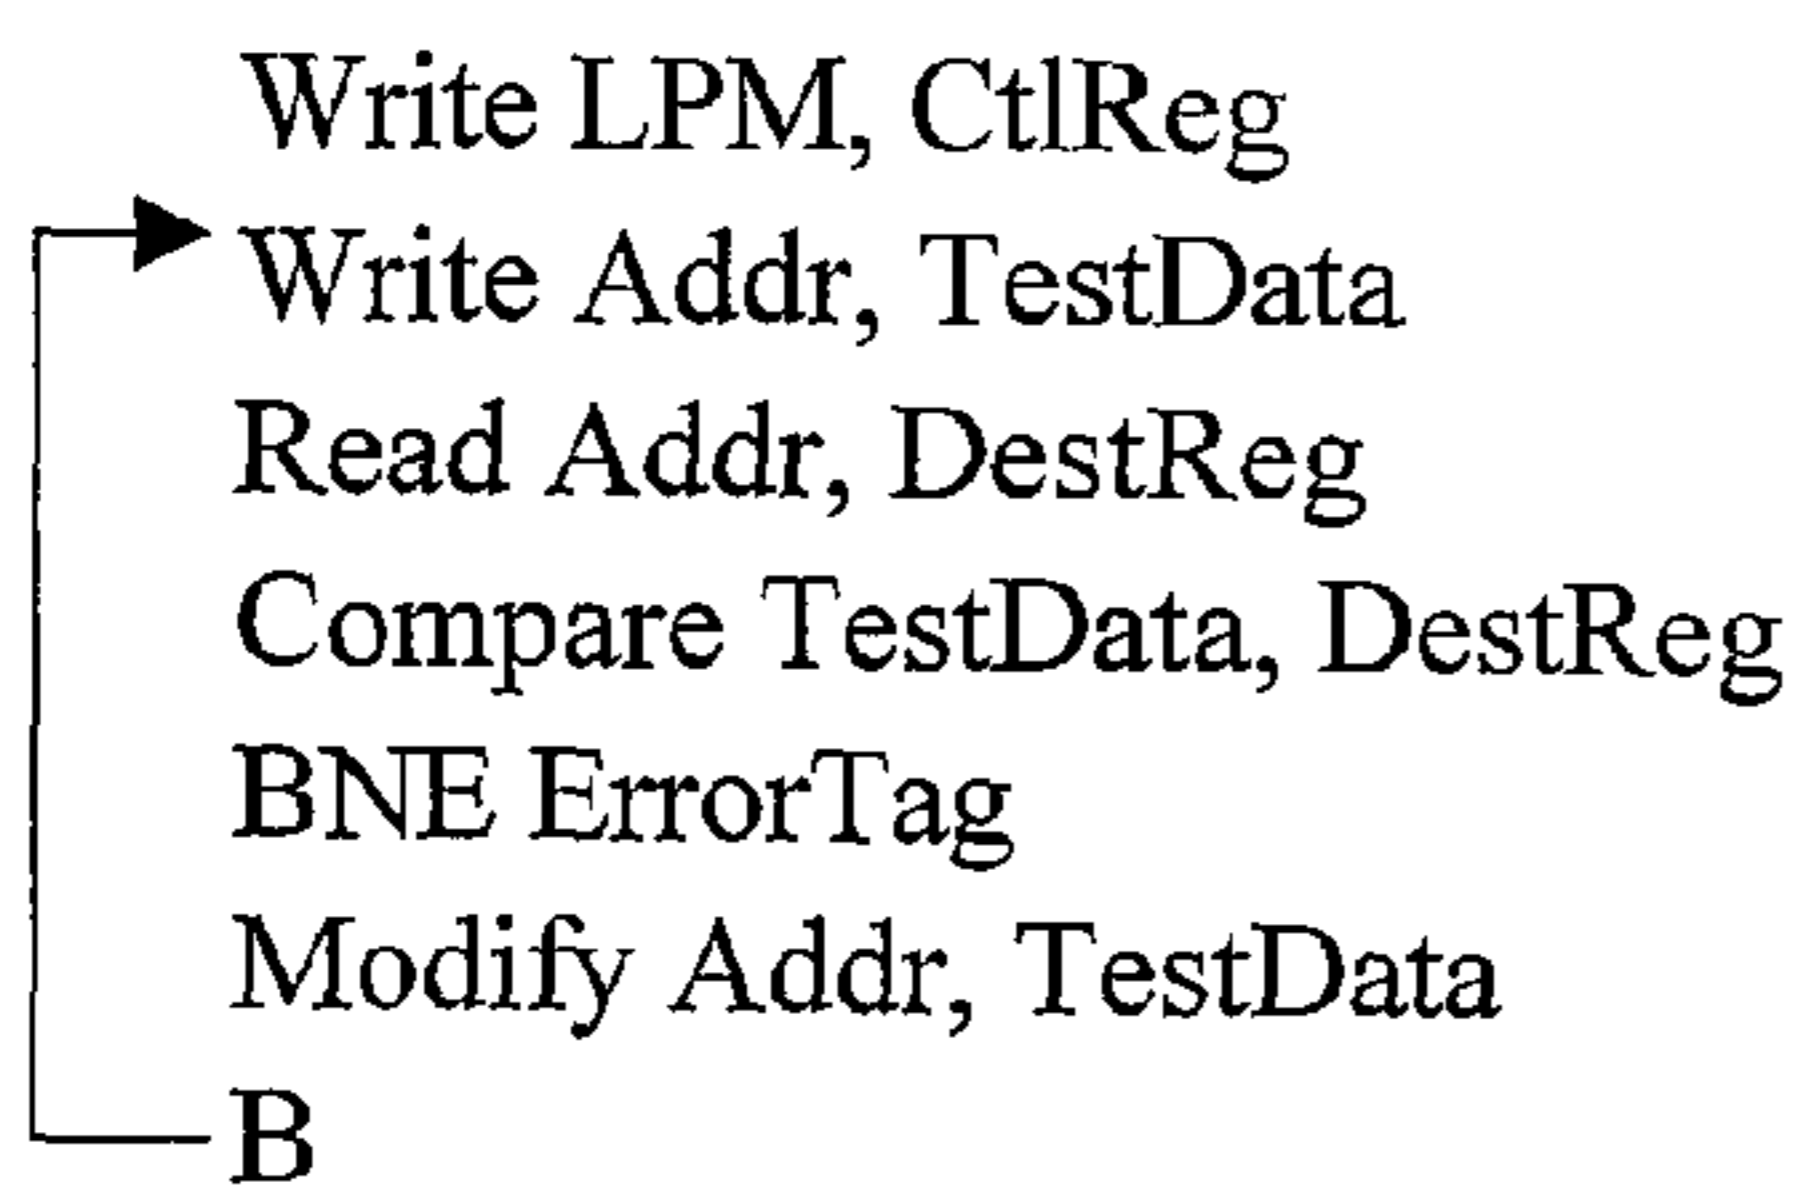 Write LPM, CtlReg
Write Addr, TestData
Read Addr, DestReg
Compare TestData, DestReg
BNE ErrorTag
Modify Addr, TestData
B